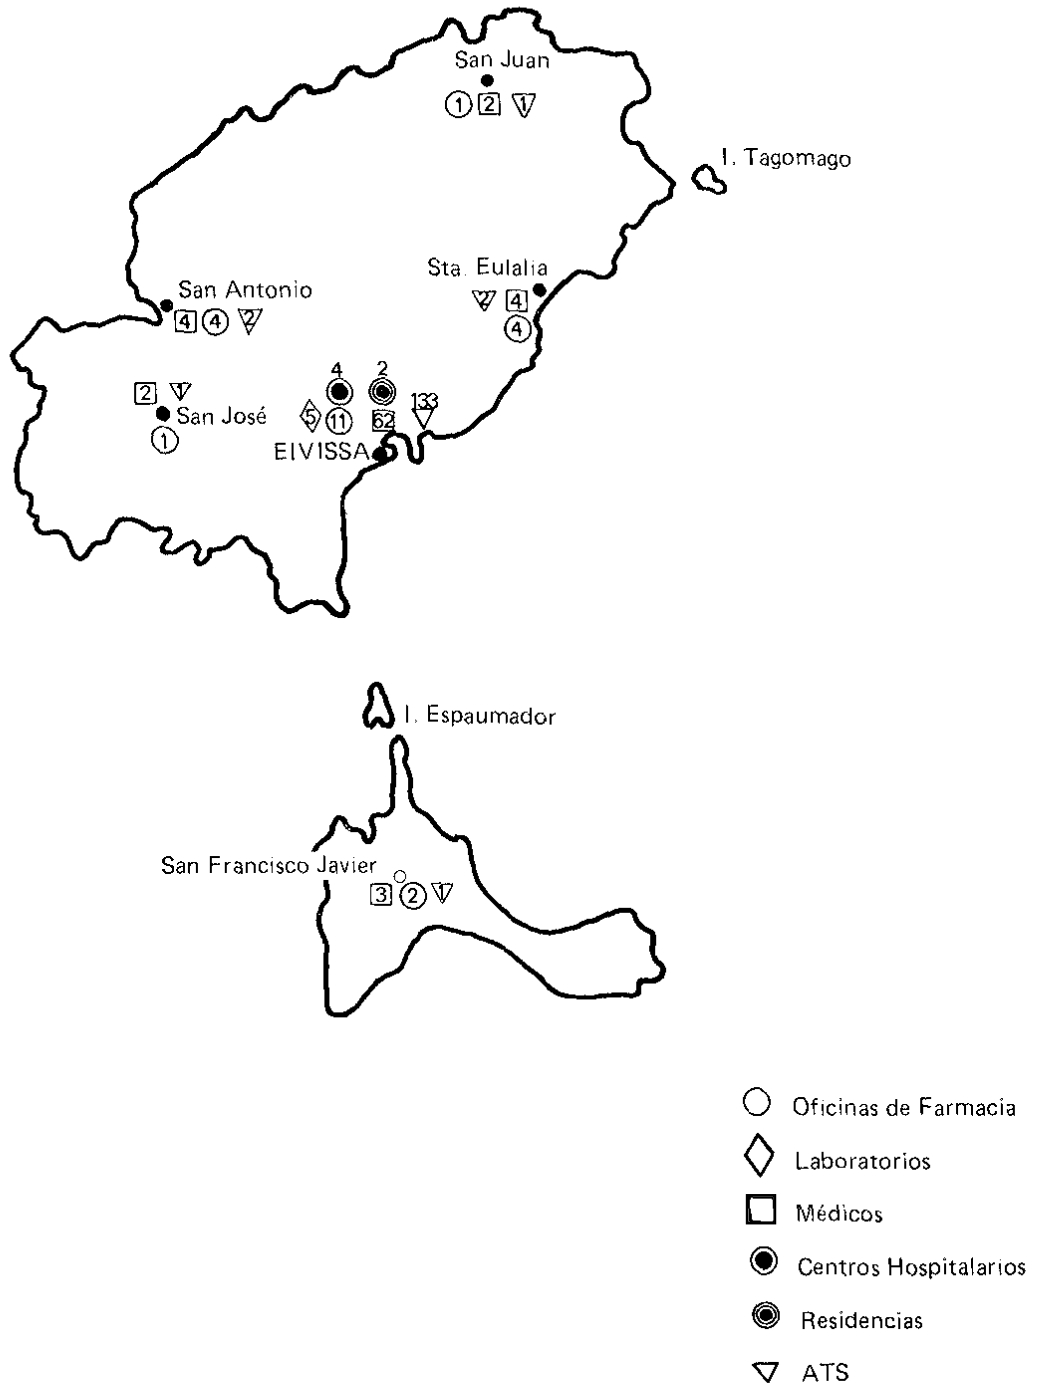 San Juan
1 2 1
I. Tagomago
Sta. Eulalia
2 4
4
San Antonio
4 4 2
4 2
2 1
133
San José
5 11 62
1
EIVISSA
I. Espaumador
San Francisco Javier
3 2 1
Oficinas de Farmacia
Laboratorios
Médicos
Centros Hospitalarios
Residencias
ATS